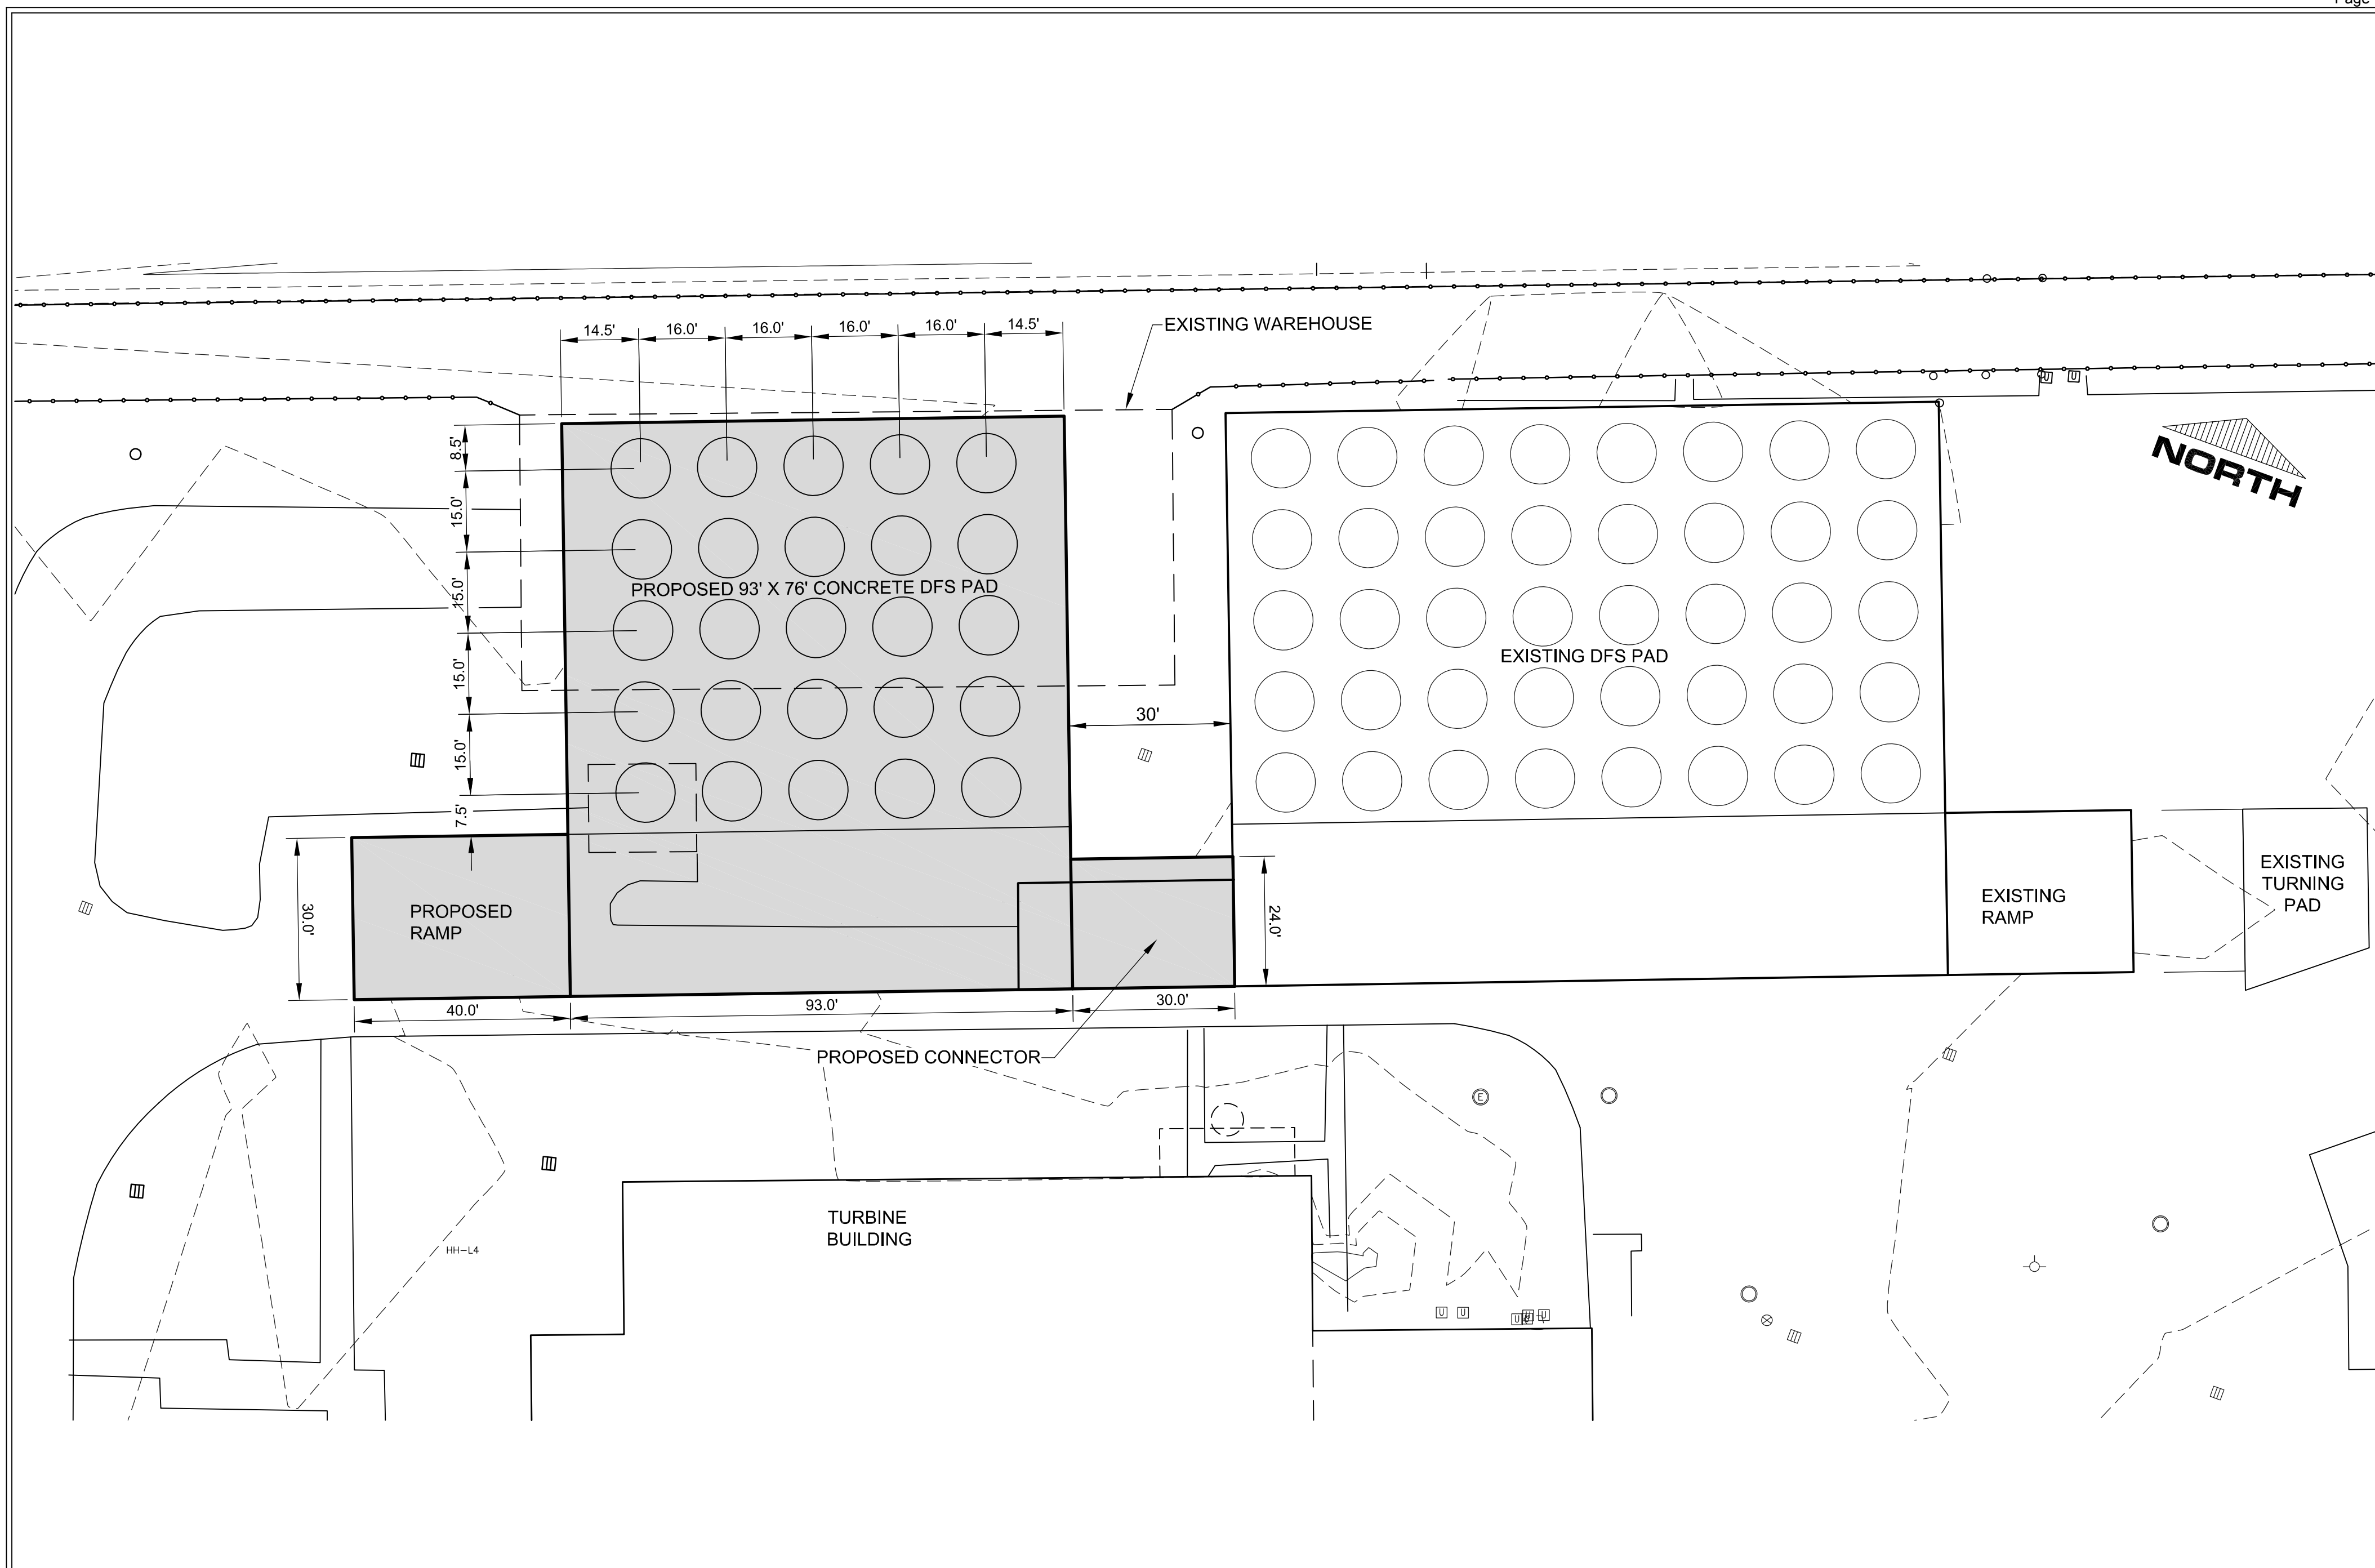 Page
EXISTING WAREHOUSE
14.5'
16.0'
16.0'
16.0'
16.0'
14.5'
8.5'
15.0'
15.0'
15.0'
15.0'
7.5'
PROPOSED 93' X 76' CONCRETE DFS PAD
EXISTING DFS PAD
NORTH
30'
30.0'
PROPOSED
RAMP
24.0'
EXISTING
RAMP
EXISTING
TURNING
PAD
40.0'
93.0'
30.0'
PROPOSED CONNECTOR
TURBINE
BUILDING
HH-L4
E
U
U
U
U
U
U
U